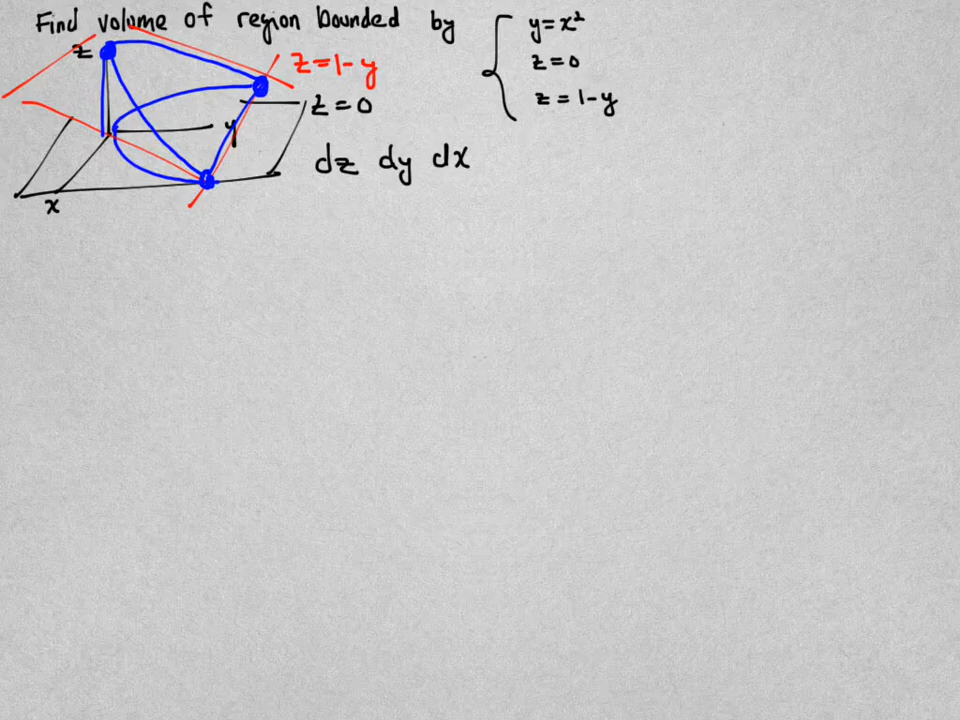 Find volume of region bounded by
y=x²
z=0
z=1-y
z
z=1-y
z=0
y
dz dy dx
x